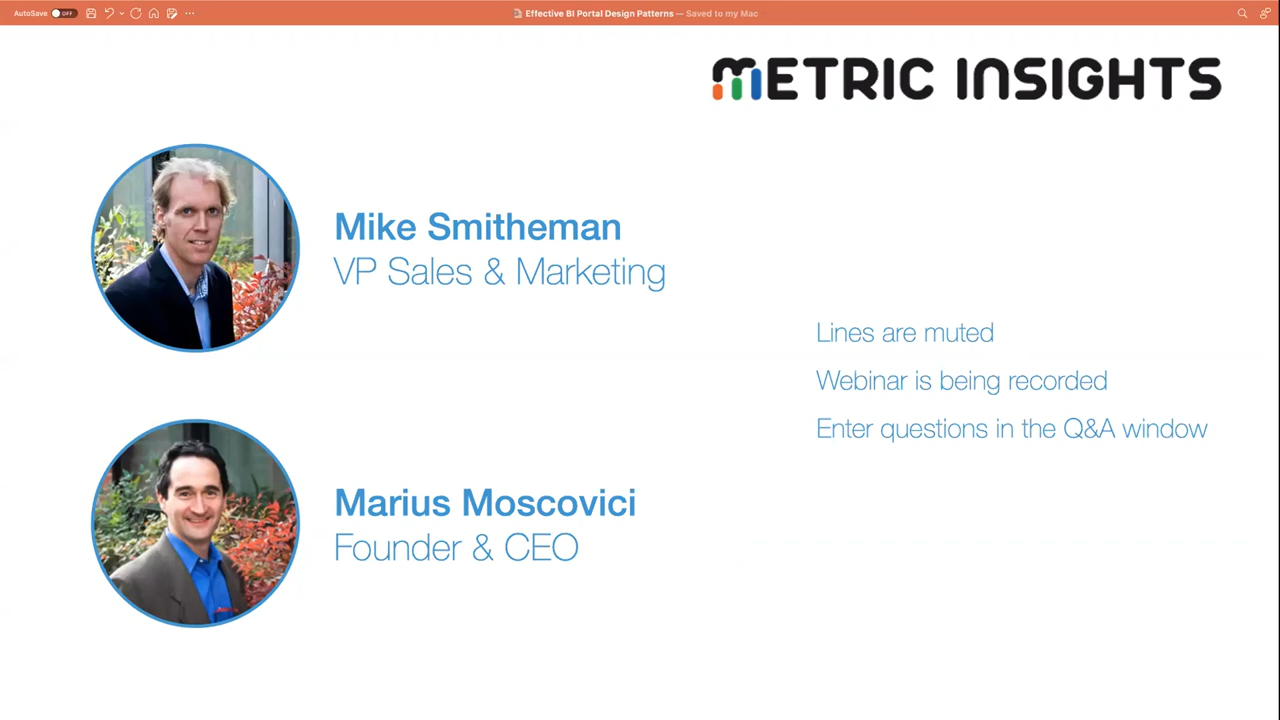 AutoSave OFF
Effective BI Portal Design Patterns — Saved to my Mac
METRIC INSIGHTS
Mike Smitheman
VP Sales & Marketing
Lines are muted
Webinar is being recorded
Enter questions in the Q&A window
Marius Moscovici
Founder & CEO